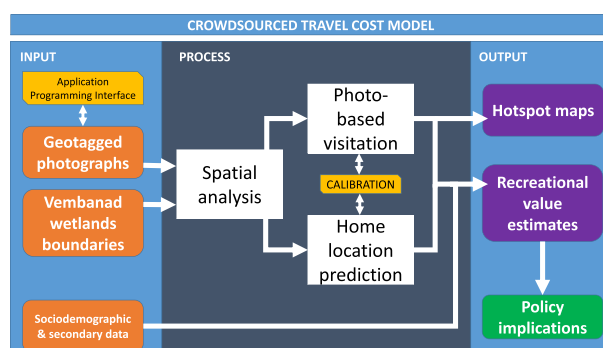 CROWDSOURCED TRAVEL COST MODEL
INPUT
Application
Programming Interface
Geotagged
photographs
Vembanad
wetlands
boundaries
Sociodemographic
& secondary data
PROCESS
Spatial
analysis
Photo-
based
visitation
CALIBRATION
Home
location
prediction
OUTPUT
Hotspot maps
Recreational
value
estimates
Policy
implications